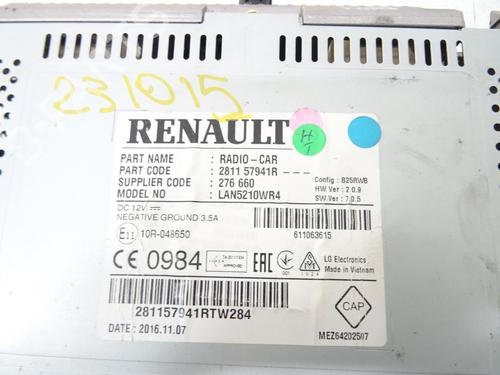 231015
RENAULT
H/T
PART NAME : RADIO-CAR
PART CODE : 2811 57941R - - -
SUPPLIER CODE : 276 660
MODEL NO : LAN5210WR4
Config : B25RWB
HW Ver : 2.0.9
SW Ver : 7.0.5
DC 12V
NEGATIVE GROUND 3.5A
E11 10R-048650
611063615
CE 0984
EAC
LG Electronics
Made in Vietnam
1024
281157941RTW284
CAP
DATE : 2016.11.07
MEZ64202507